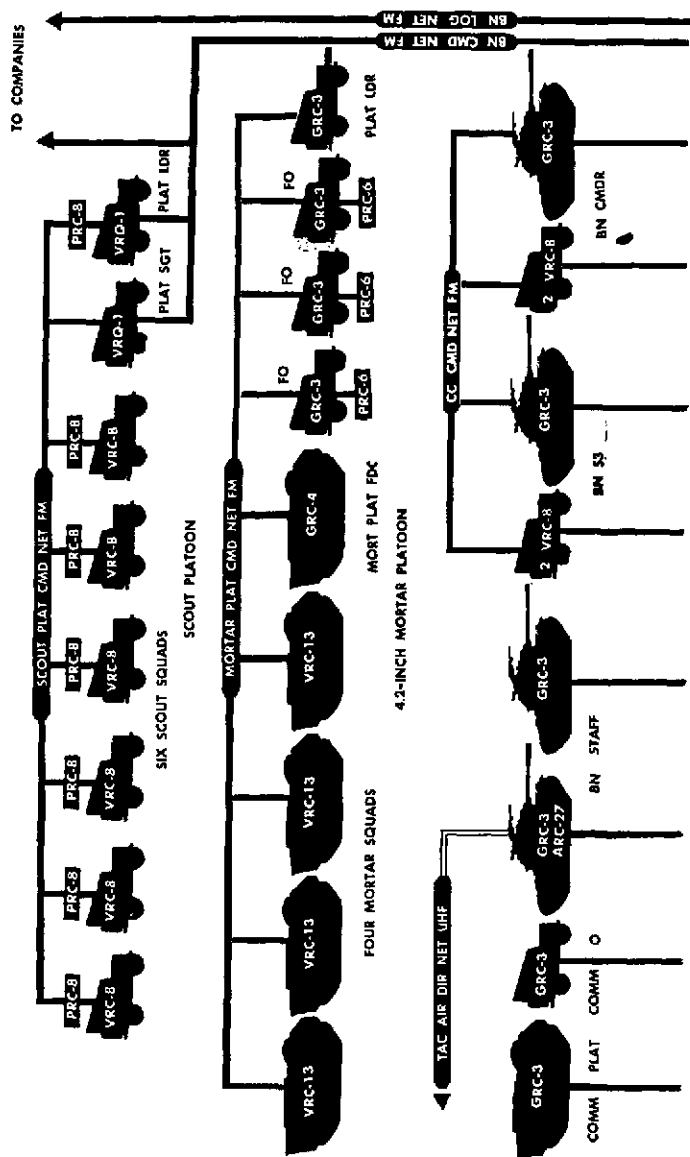 TO COMPANIES
BN LOG NET FM
BN CMD NET FM
SCOUT PLAT CMD NET FM
PRC-8
PRC-8
PRC-8
PRC-8
PRC-8
PRC-8
PRC-8
VRC-8
VRC-8
VRC-8
VRC-8
VRC-8
VRC-8
VRQ-1
VRQ-1
PLAT SGT
PLAT LDR
SIX SCOUT SQUADS
SCOUT PLATOON
MORTAR PLAT CMD NET FM
FO
FO
FO
VRC-13
VRC-13
VRC-13
VRC-13
GRC-4
GRC-3
GRC-3
GRC-3
GRC-3
PRC-6
PRC-6
PRC-6
PLAT LDR
FOUR MORTAR SQUADS
MORT PLAT FDC
4.2-INCH MORTAR PLATOON
TAC AIR DIR NET UHF
CC CMD NET FM
GRC-3
GRC-3
GRC-3
ARC-27
GRC-3
2 VRC-8
GRC-3
2 VRC-8
GRC-3
COMM PLAT
COMM O
BN STAFF
BN S3
BN CMDR